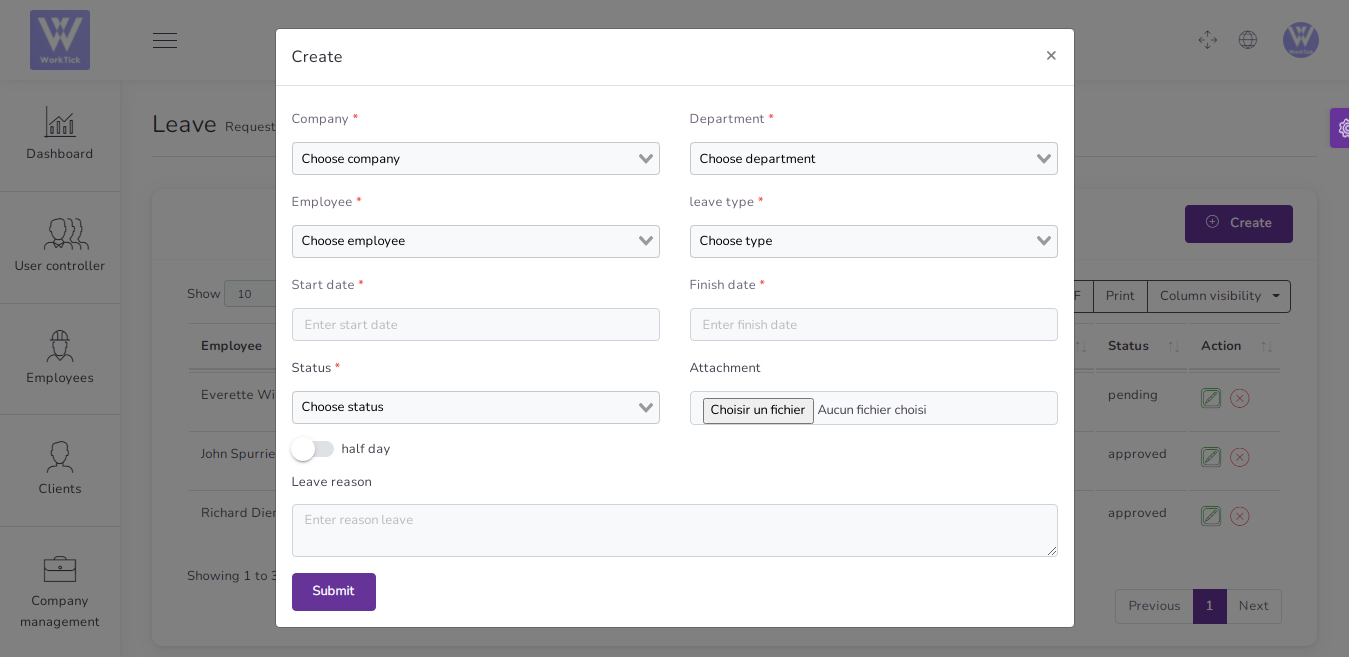 W
WorkTick
W
WorkTick
Dashboard
User controller
Employees
Clients
Company
management
Leave Request
Create
Show 10
F Print Column visibility
Employee Status Action
Everette Wi pending
John Spurrie approved
Richard Dier approved
Showing 1 to 3
Previous 1 Next
Create ×
Company * Department *
Choose company Choose department
Employee * leave type *
Choose employee Choose type
Start date * Finish date *
Enter start date Enter finish date
Status * Attachment
Choose status Choisir un fichier Aucun fichier choisi
half day
Leave reason
Enter reason leave
Submit